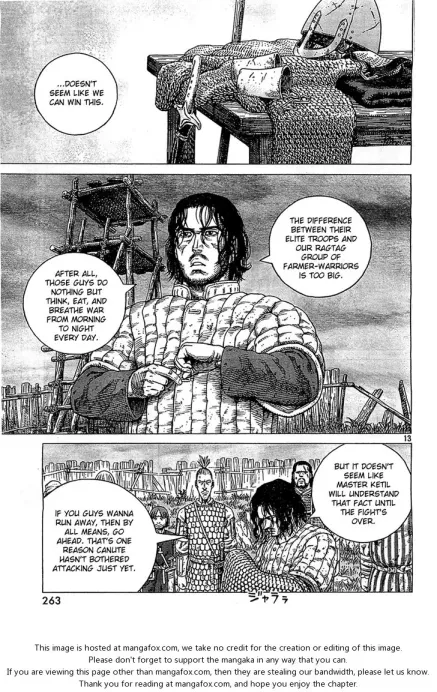 ...DOESN'T
SEEM LIKE WE
CAN WIN THIS.
THE DIFFERENCE
BETWEEN THEIR
ELITE TROOPS AND
OUR RAGTAG
GROUP OF
FARMER-WARRIORS
IS TOO BIG.
AFTER ALL,
THOSE GUYS DO
NOTHING BUT
THINK, EAT, AND
BREATHE WAR
FROM MORNING
TO NIGHT
EVERY DAY.
13
BUT IT DOESN'T
SEEM LIKE
MASTER KETIL
WILL UNDERSTAND
THAT FACT UNTIL
THE FIGHT'S
OVER.
IF YOU GUYS WANNA
RUN AWAY, THEN BY
ALL MEANS, GO
AHEAD. THAT'S ONE
REASON CANUTE
HASN'T BOTHERED
ATTACKING JUST YET.
263
ジャララ
This image is hosted at mangafox.com, we take no credit for the creation or editing of this image.
Please don't forget to support the mangaka in any way that you can.
If you are viewing this page other than mangafox.com, then they are stealing our bandwidth, please let us know.
Thank you for reading at mangafox.com, and hope you enjoy the chapter.